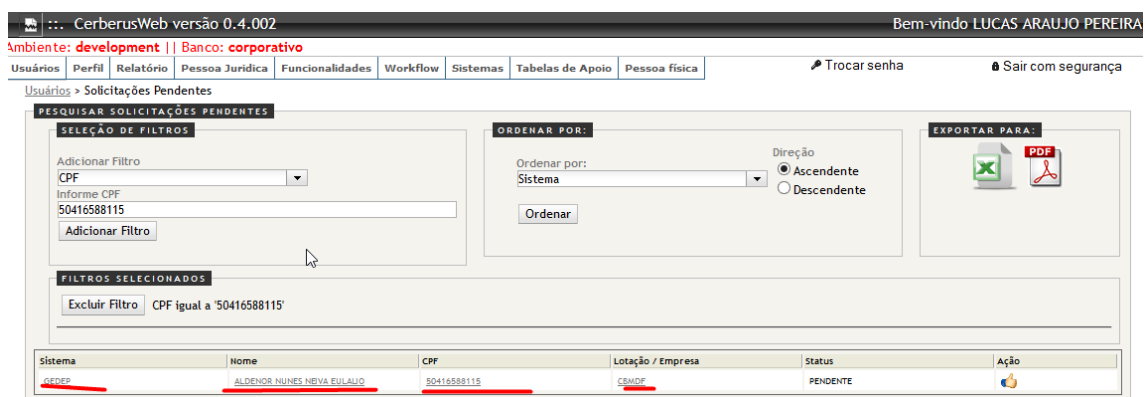 ::. CerberusWeb versão 0.4.002 Bem-vindo LUCAS ARAUJO PEREIRA
Ambiente: development || Banco: corporativo
Usuários Perfil Relatório Pessoa Juridica Funcionalidades Workflow Sistemas Tabelas de Apoio Pessoa física Trocar senha Sair com segurança
Usuários > Solicitações Pendentes
PESQUISAR SOLICITAÇÕES PENDENTES
SELEÇÃO DE FILTROS
Adicionar Filtro
CPF
Informe CPF
50416588115
Adicionar Filtro
ORDENAR POR:
Ordenar por:
Sistema
Direção
Ascendente
Descendente
Ordenar
EXPORTAR PARA:
PDF
FILTROS SELECIONADOS
Excluir Filtro CPF igual a '50416588115'
Sistema Nome CPF Lotação / Empresa Status Ação
GEDEP ALDENOR NUNES NEIVA EULALIO 50416588115 CBMDF PENDENTE